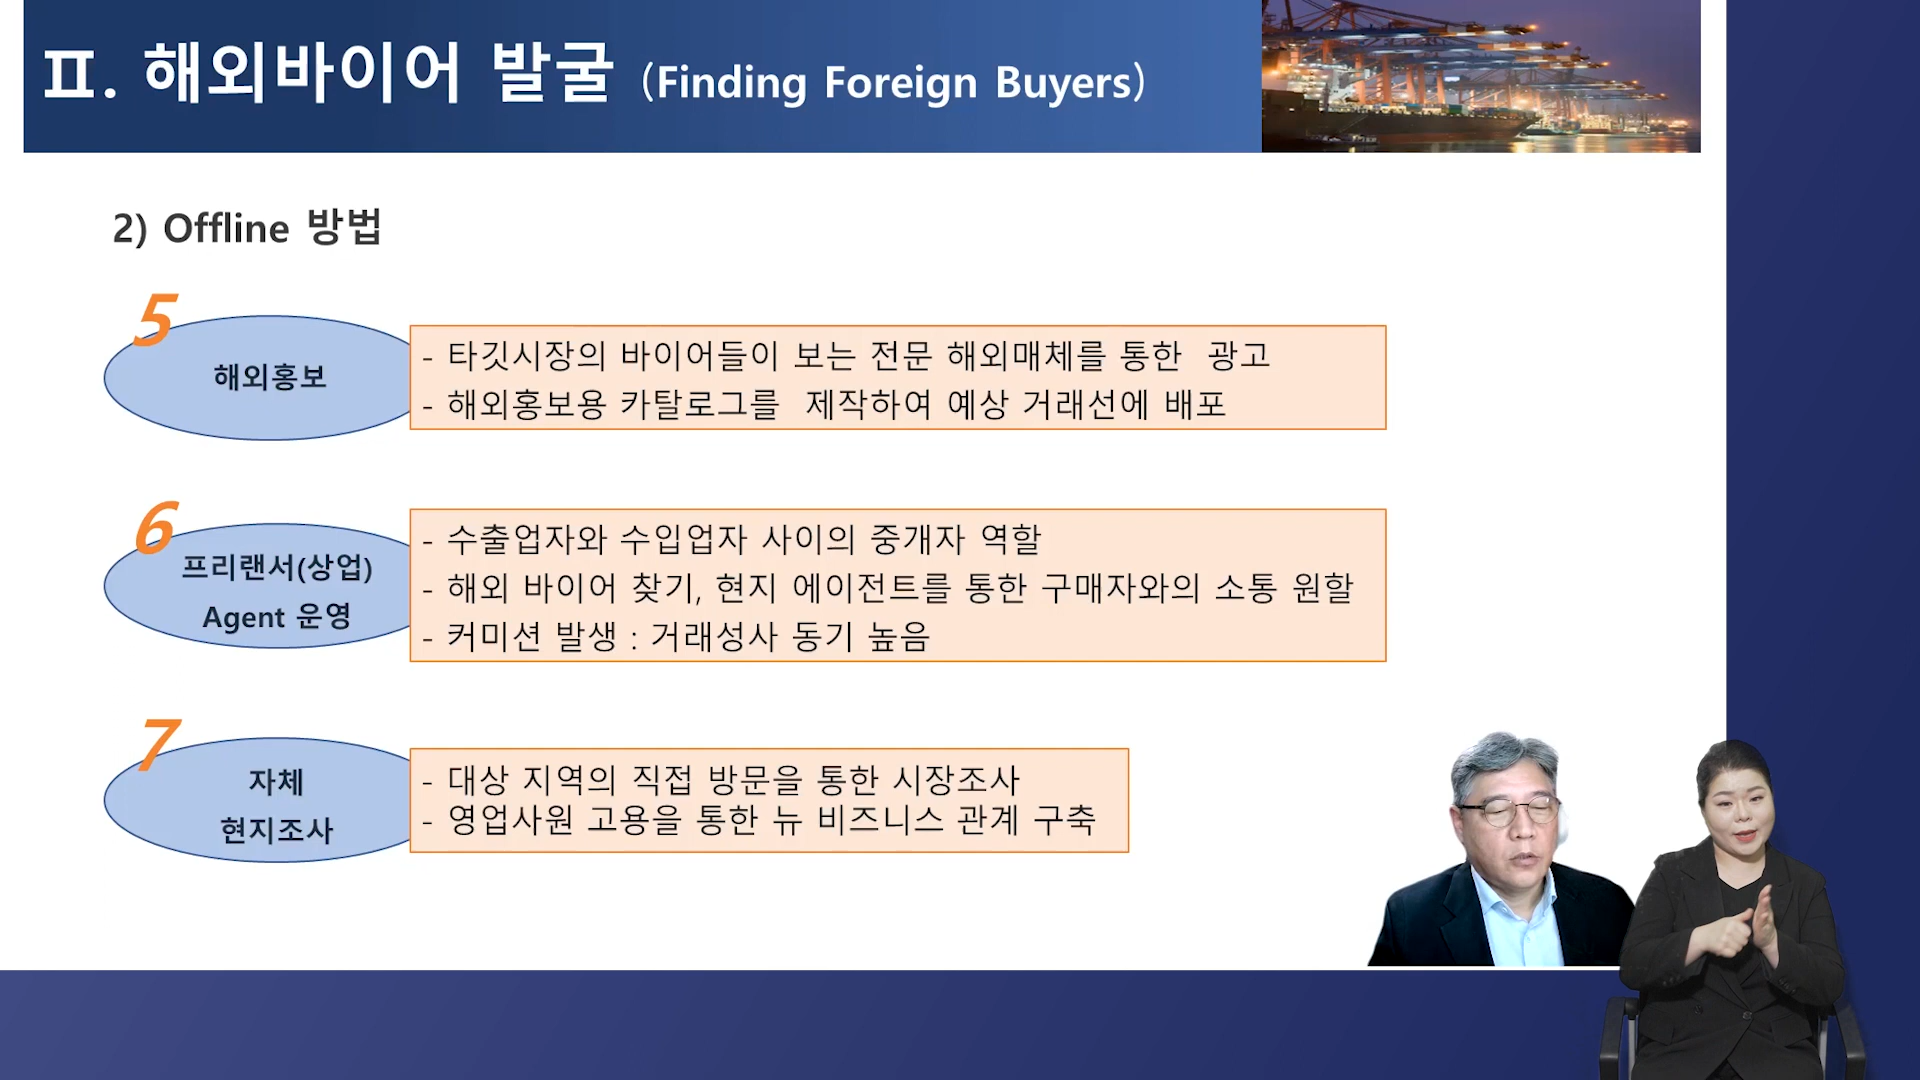 II. 해외바이어 발굴 (Finding Foreign Buyers)
2) Offline 방법
5
해외홍보
- 타깃시장의 바이어들이 보는 전문 해외매체를 통한 광고
- 해외홍보용 카탈로그를 제작하여 예상 거래선에 배포
6
프리랜서(상업)
Agent 운영
- 수출업자와 수입업자 사이의 중개자 역할
- 해외 바이어 찾기, 현지 에이전트를 통한 구매자와의 소통 원할
- 커미션 발생 : 거래성사 동기 높음
7
자체
현지조사
- 대상 지역의 직접 방문을 통한 시장조사
- 영업사원 고용을 통한 뉴 비즈니스 관계 구축